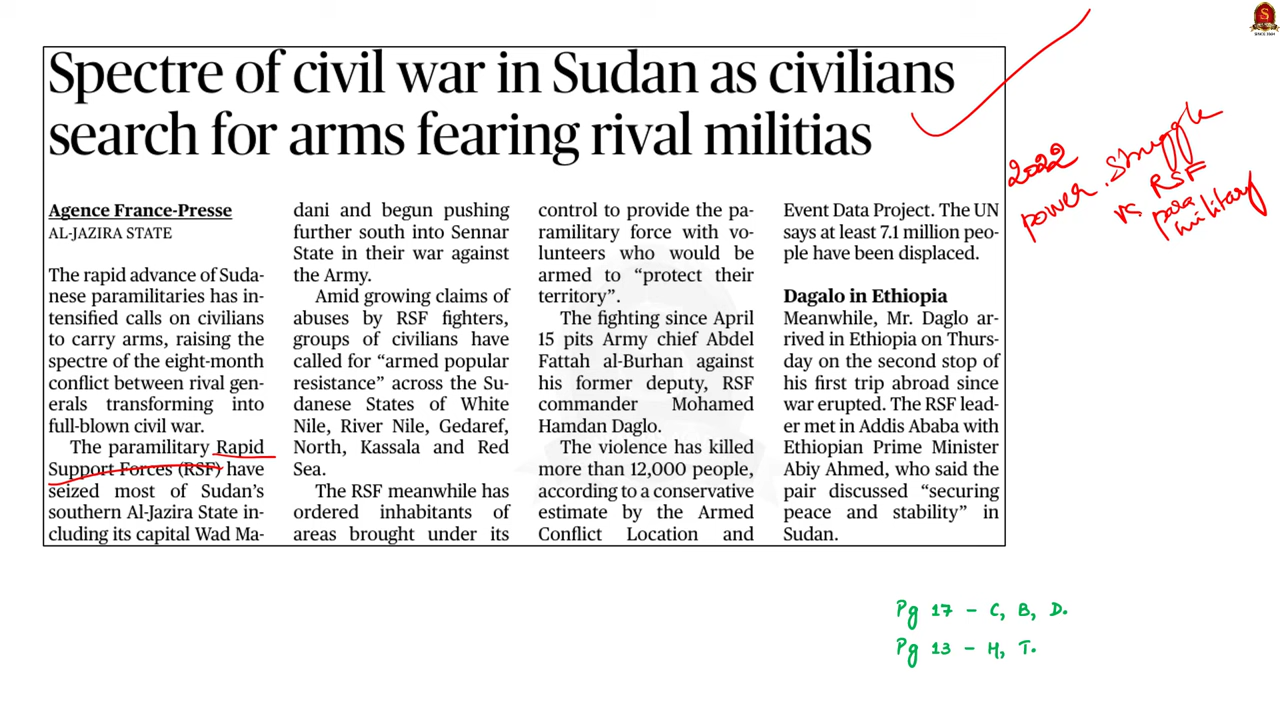 Spectre of civil war in Sudan as civilians
search for arms fearing rival militias
Agence France-Presse
AL-JAZIRA STATE
The rapid advance of Suda-
nese paramilitaries has in-
tensified calls on civilians
to carry arms, raising the
spectre of the eight-month
conflict between rival gen-
erals transforming into
full-blown civil war.
The paramilitary Rapid
Support Forces (RSF) have
seized most of Sudan’s
southern Al-Jazira State in-
cluding its capital Wad Ma-
dani and begun pushing
further south into Sennar
State in their war against
the Army.
Amid growing claims of
abuses by RSF fighters,
groups of civilians have
called for “armed popular
resistance” across the Su-
danese States of White
Nile, River Nile, Gedaref,
North, Kassala and Red
Sea.
The RSF meanwhile has
ordered inhabitants of
areas brought under its
control to provide the pa-
ramilitary force with vo-
lunteers who would be
armed to “protect their
territory”.
The fighting since April
15 pits Army chief Abdel
Fattah al-Burhan against
his former deputy, RSF
commander Mohamed
Hamdan Daglo.
The violence has killed
more than 12,000 people,
according to a conservative
estimate by the Armed
Conflict Location and
Event Data Project. The UN
says at least 7.1 million peo-
ple have been displaced.
Dagalo in Ethiopia
Meanwhile, Mr. Daglo ar-
rived in Ethiopia on Thurs-
day on the second stop of
his first trip abroad since
war erupted. The RSF lead-
er met in Addis Ababa with
Ethiopian Prime Minister
Abiy Ahmed, who said the
pair discussed “securing
peace and stability” in
Sudan.
2022
power struggle
vs RSF
para
military
Pg 17 - C, B, D.
Pg 13 - H, T.